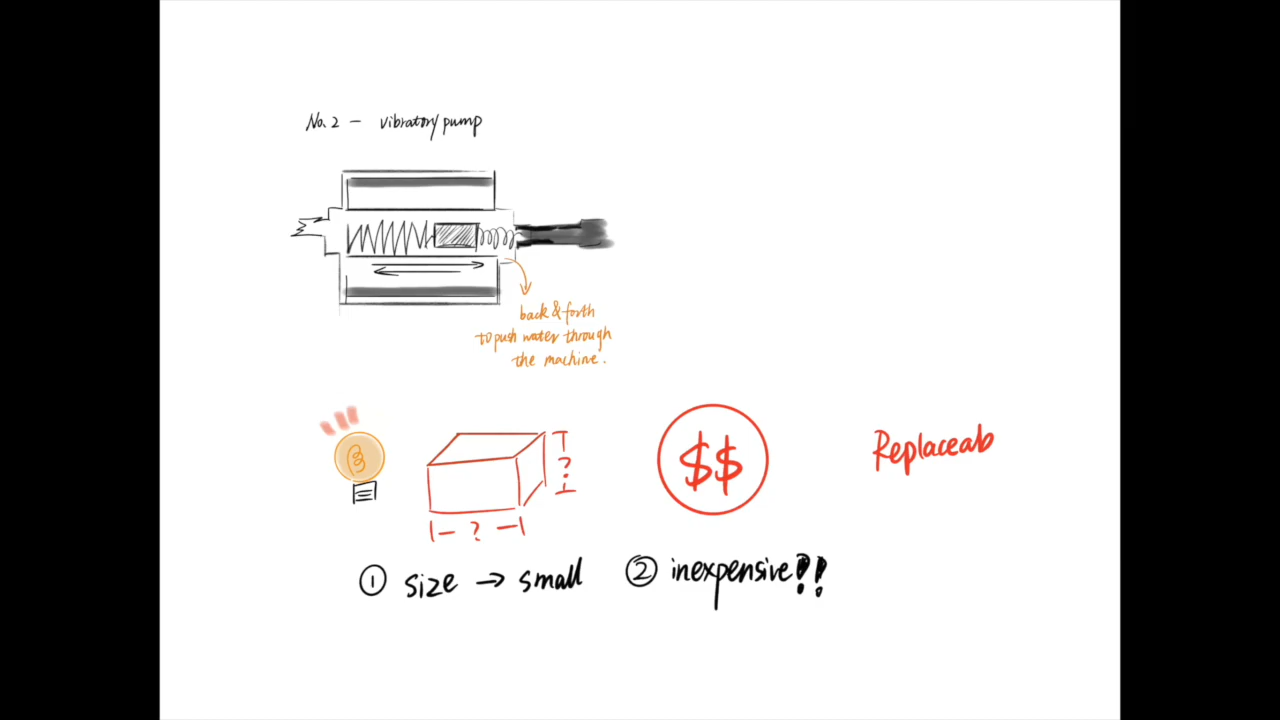 No. 2 - vibratory pump
back & forth
to push water through
the machine.
?
$$
Replaceab
?
① size → small
② inexpensive!!